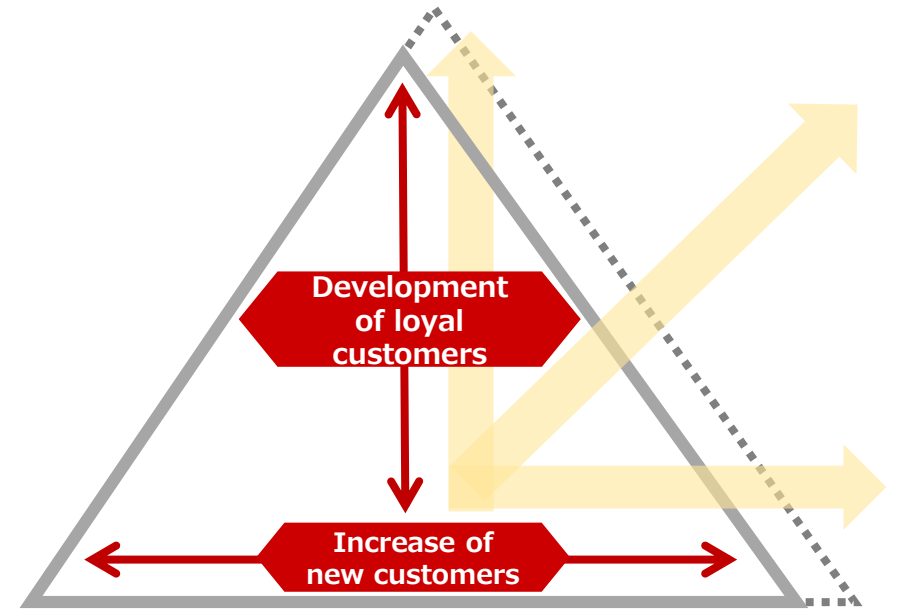 Development
of loyal
customers
Increase of
new customers